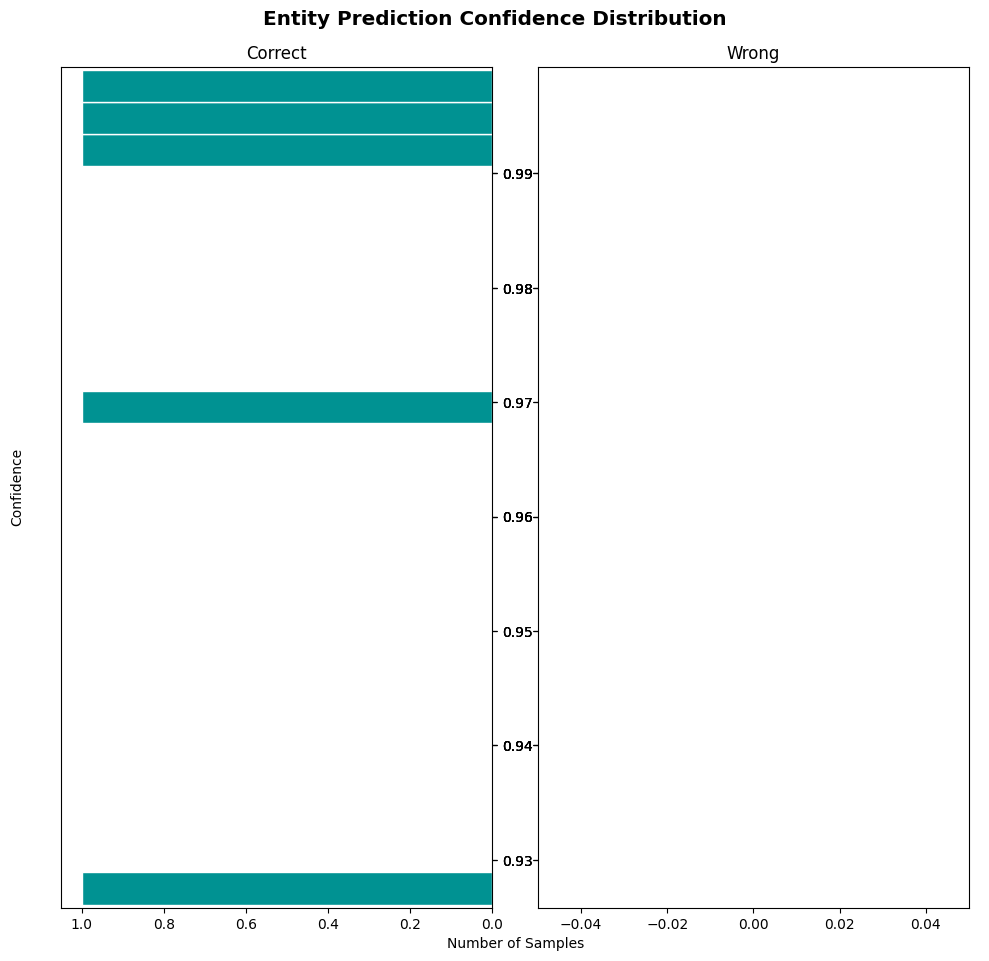 Entity Prediction Confidence Distribution
Correct
Wrong
0.99
0.98
0.97
0.96
0.95
0.94
0.93
Confidence
1.0 0.8 0.6 0.4 0.2 0.0
−0.04 −0.02 0.00 0.02 0.04
Number of Samples